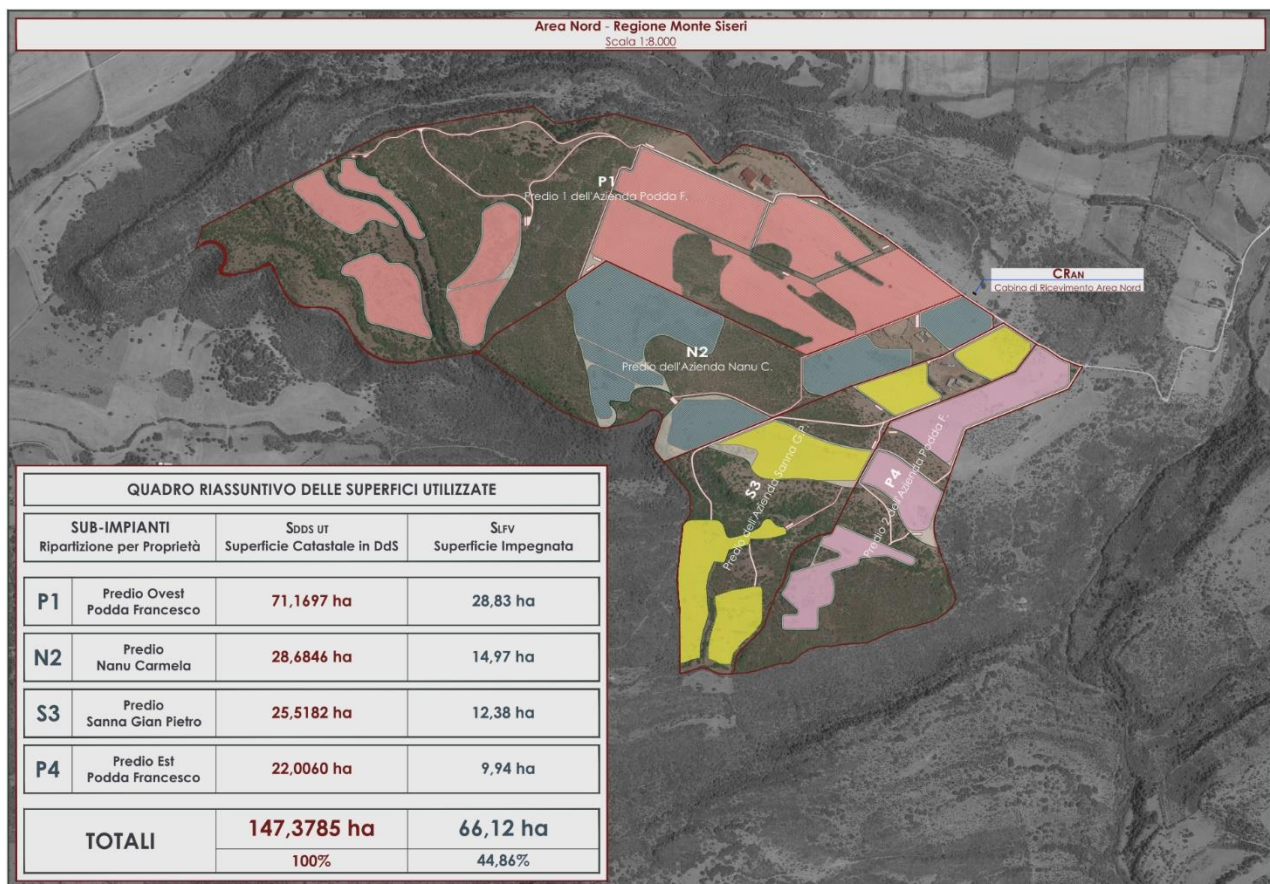 Area Nord - Regione Monte Siseri
Scala 1:8.000
P1
Predio 1 dell'Azienda Podda F.
CRAN
Cabina di Ricevimento Area Nord
N2
Predio dell'Azienda Nanu C.
S3
Predio dell'Azienda Sanna G.P.
P4
Predio 2 dell'Azienda Podda F.
QUADRO RIASSUNTIVO DELLE SUPERFICI UTILIZZATE
SUB-IMPIANTI
Ripartizione per Proprietà
SDDS UT
Superficie Catastale in DdS
SLFV
Superficie Impegnata
P1
Predio Ovest
Podda Francesco
71,1697 ha
28,83 ha
N2
Predio
Nanu Carmela
28,6846 ha
14,97 ha
S3
Predio
Sanna Gian Pietro
25,5182 ha
12,38 ha
P4
Predio Est
Podda Francesco
22,0060 ha
9,94 ha
TOTALI
147,3785 ha
66,12 ha
100%
44,86%